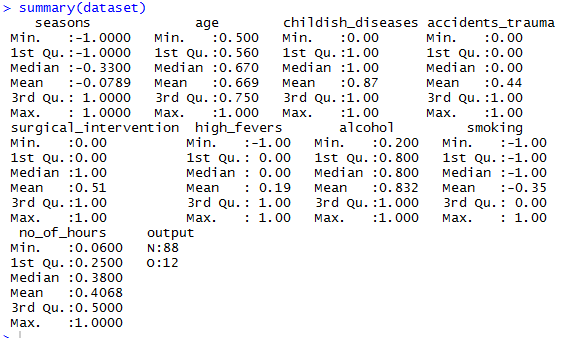 > summary(dataset)
    seasons             age        childish_diseases accidents_trauma
 Min.   :-1.0000   Min.   :0.500   Min.   :0.00      Min.   :0.00
 1st Qu.:-1.0000   1st Qu.:0.560   1st Qu.:1.00      1st Qu.:0.00
 Median :-0.3300   Median :0.670   Median :1.00      Median :0.00
 Mean   :-0.0789   Mean   :0.669   Mean   :0.87      Mean   :0.44
 3rd Qu.: 1.0000   3rd Qu.:0.750   3rd Qu.:1.00      3rd Qu.:1.00
 Max.   : 1.0000   Max.   :1.000   Max.   :1.00      Max.   :1.00
 surgical_intervention  high_fevers       alcohol         smoking
 Min.   :0.00          Min.   :-1.00   Min.   :0.200   Min.   :-1.00
 1st Qu.:0.00          1st Qu.: 0.00   1st Qu.:0.800   1st Qu.:-1.00
 Median :1.00          Median : 0.00   Median :0.800   Median :-1.00
 Mean   :0.51          Mean   : 0.19   Mean   :0.832   Mean   :-0.35
 3rd Qu.:1.00          3rd Qu.: 1.00   3rd Qu.:1.000   3rd Qu.: 0.00
 Max.   :1.00          Max.   : 1.00   Max.   :1.000   Max.   : 1.00
  no_of_hours     output
 Min.   :0.0600   N:88
 1st Qu.:0.2500   O:12
 Median :0.3800
 Mean   :0.4068
 3rd Qu.:0.5000
 Max.   :1.0000
>